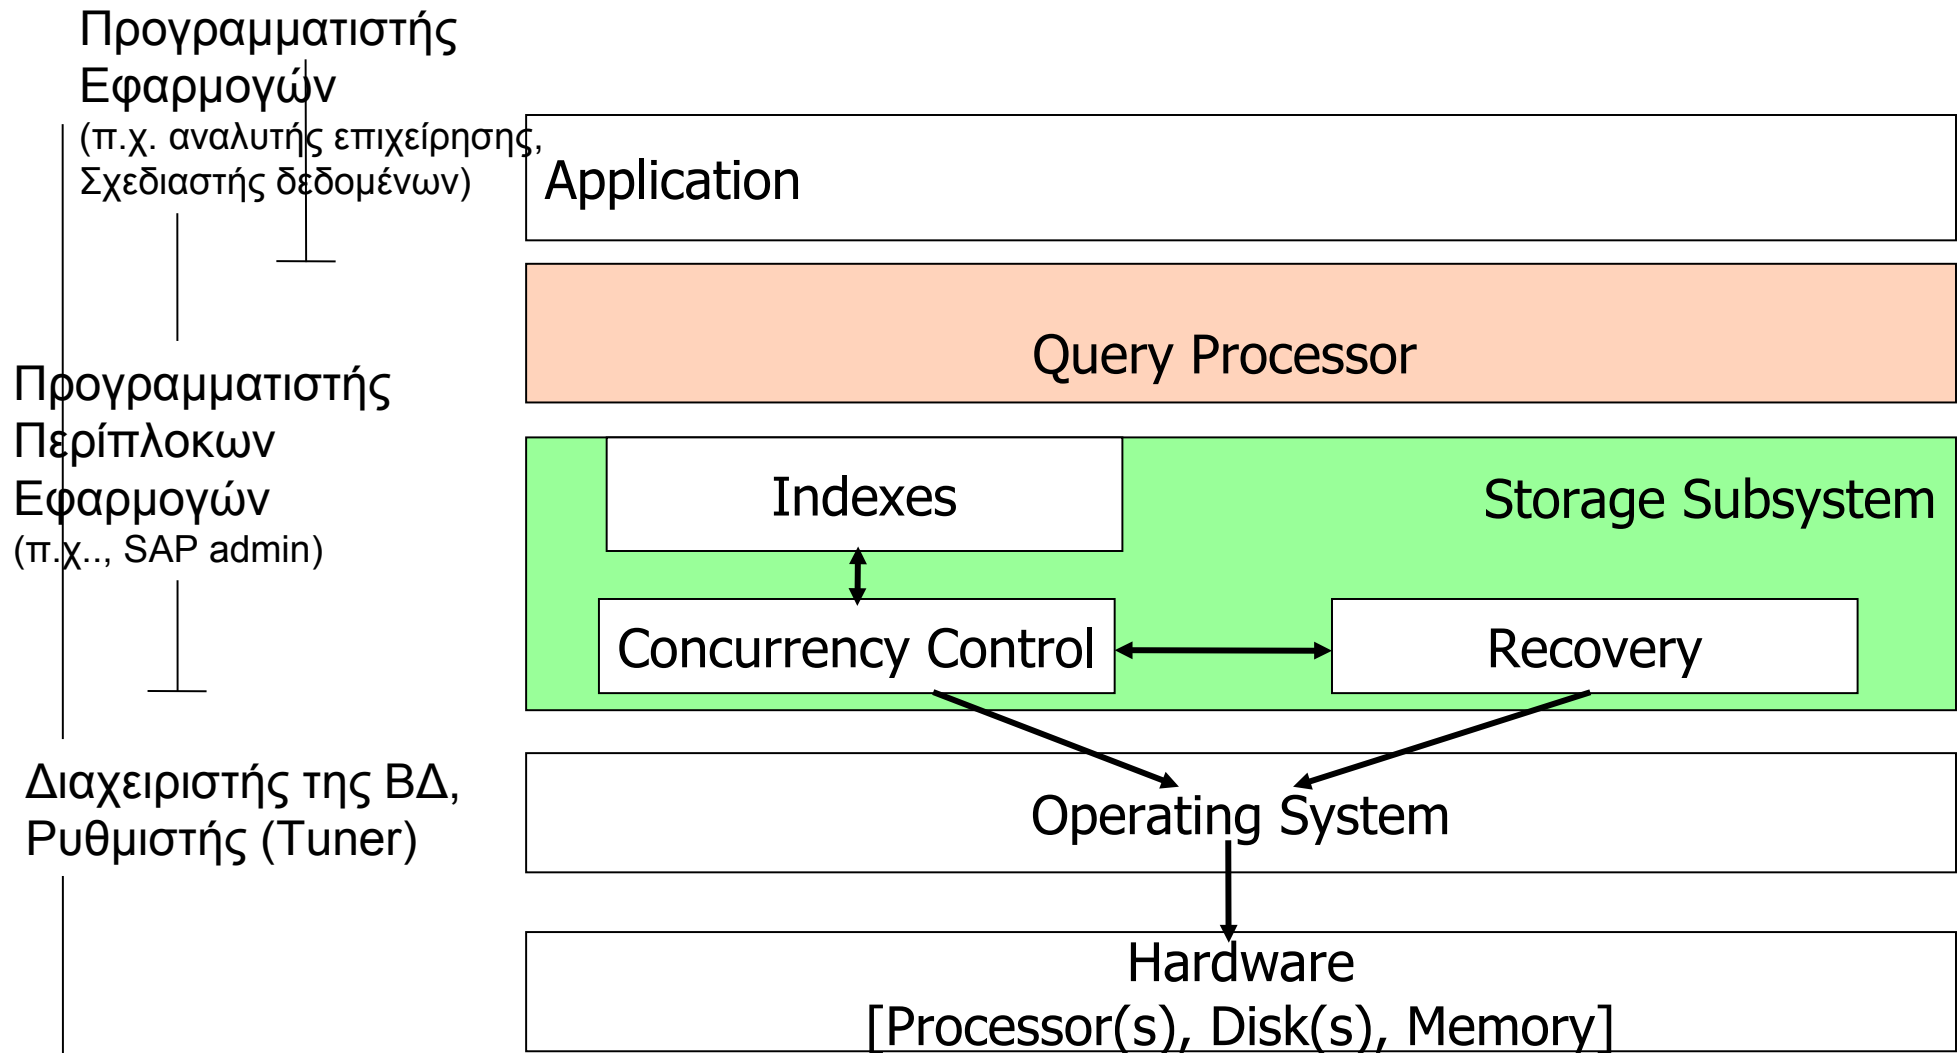 Προγραμματιστής
Εφαρμογών
(π.χ. αναλυτής επιχείρησης,
Σχεδιαστής δεδομένων)
Application
Query Processor
Προγραμματιστής
Περίπλοκων
Εφαρμογών
(π.χ.., SAP admin)
Indexes
Storage Subsystem
Concurrency Control
Recovery
Διαχειριστής της ΒΔ,
Ρυθμιστής (Tuner)
Operating System
Hardware
[Processor(s), Disk(s), Memory]